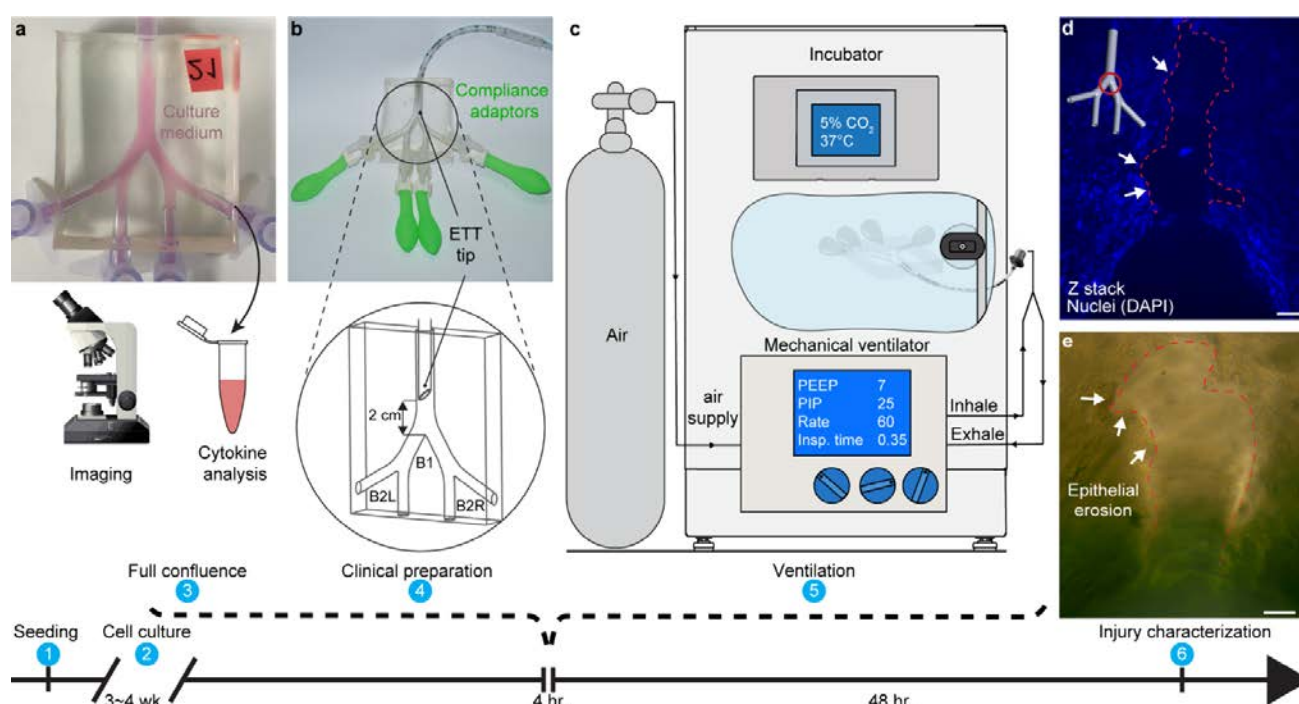 a
21
Culture
medium
Imaging
Cytokine
analysis
b
Compliance
adaptors
ETT
tip
2 cm
B1
B2L
B2R
c
Incubator
5% CO₂
37°C
Air
Mechanical ventilator
air
supply
PEEP 7
PIP 25
Rate 60
Insp. time 0.35
Inhale
Exhale
d
Z stack
Nuclei (DAPI)
e
Epithelial
erosion
Full confluence
3
Clinical preparation
4
Ventilation
5
Seeding
1
Cell culture
2
Injury characterization
6
3~4 wk
4 hr
48 hr